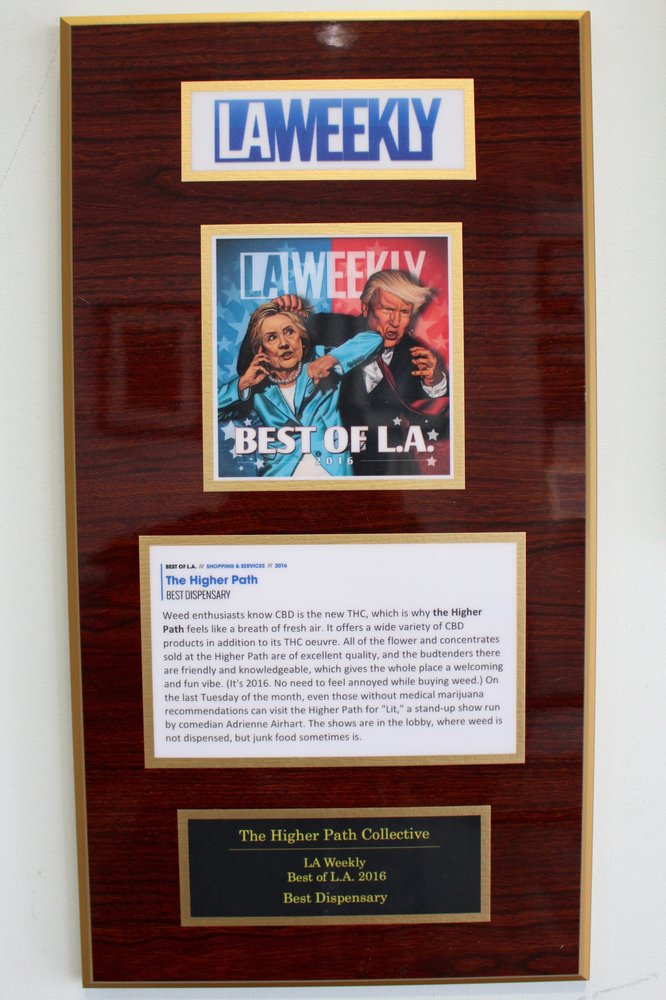 LAWEEKLY
LAWEEKLY
BEST OF L.A.
2016
BEST OF L.A. /// SHOPPING & SERVICES /// 2016
The Higher Path
BEST DISPENSARY
Weed enthusiasts know CBD is the new THC, which is why the Higher
Path feels like a breath of fresh air. It offers a wide variety of CBD
products in addition to its THC oeuvre. All of the flower and concentrates
sold at the Higher Path are of excellent quality, and the budtenders there
are friendly and knowledgeable, which gives the whole place a welcoming
and fun vibe. (It's 2016. No need to feel annoyed while buying weed.) On
the last Tuesday of the month, even those without medical marijuana
recommendations can visit the Higher Path for "Lit," a stand-up show run
by comedian Adrienne Airhart. The shows are in the lobby, where weed is
not dispensed, but junk food sometimes is.
The Higher Path Collective
LA Weekly
Best of L.A. 2016
Best Dispensary